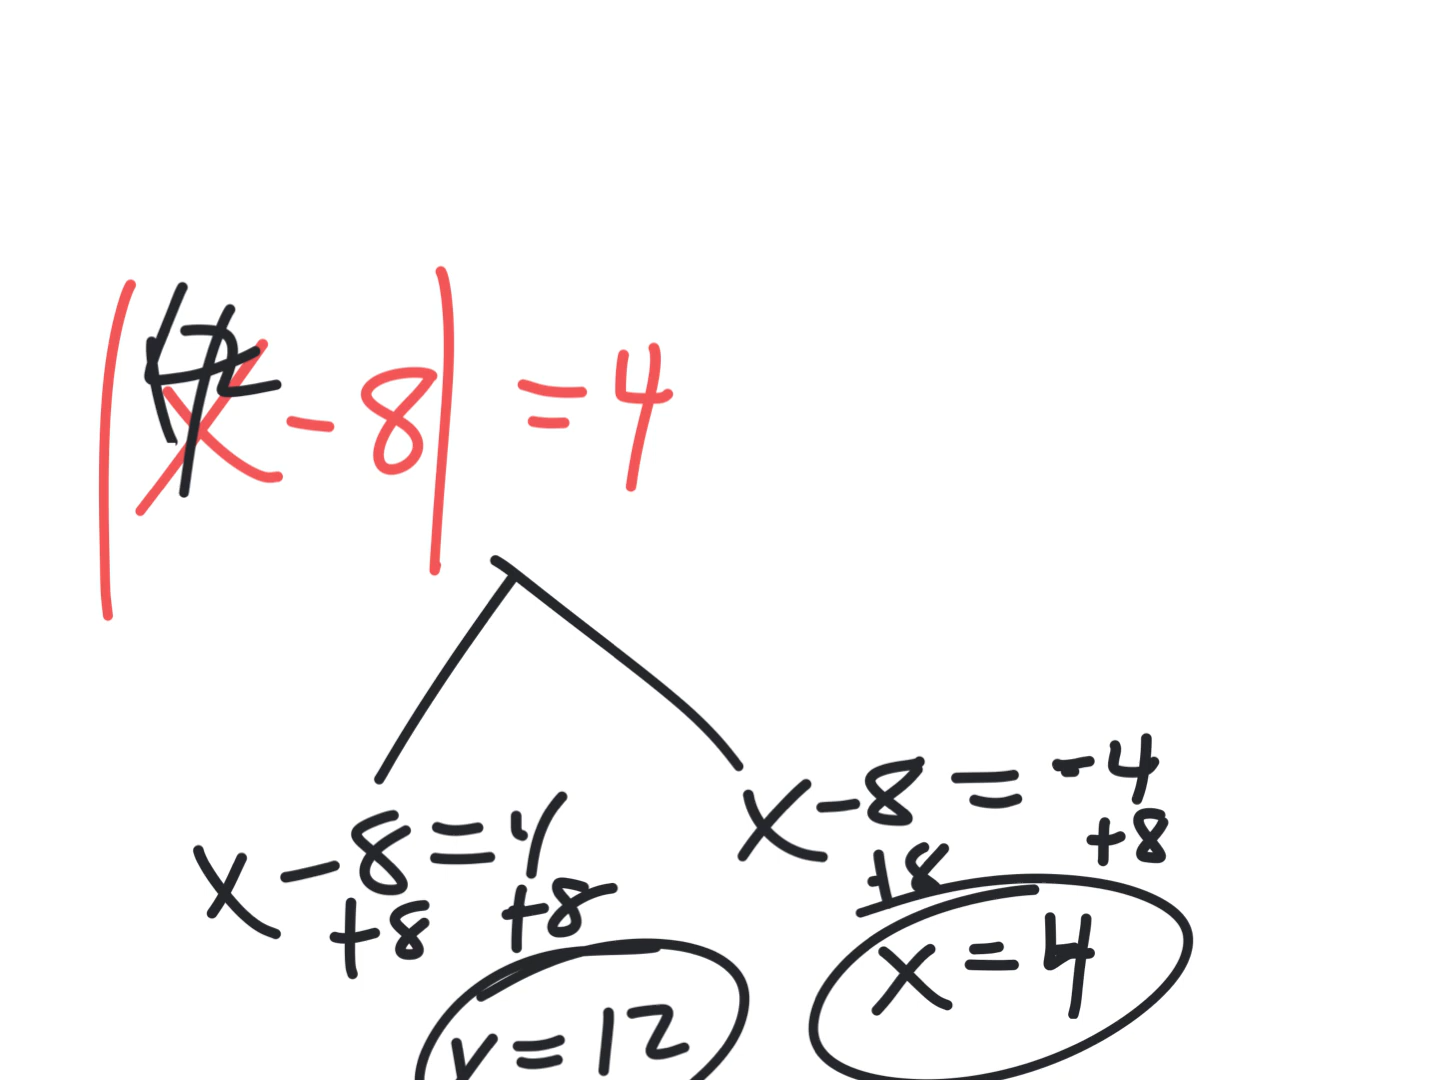 |x - 8| = 4
x - 8 = 4
+8 +8
x = 12
x - 8 = -4
+8 +8
x = 4